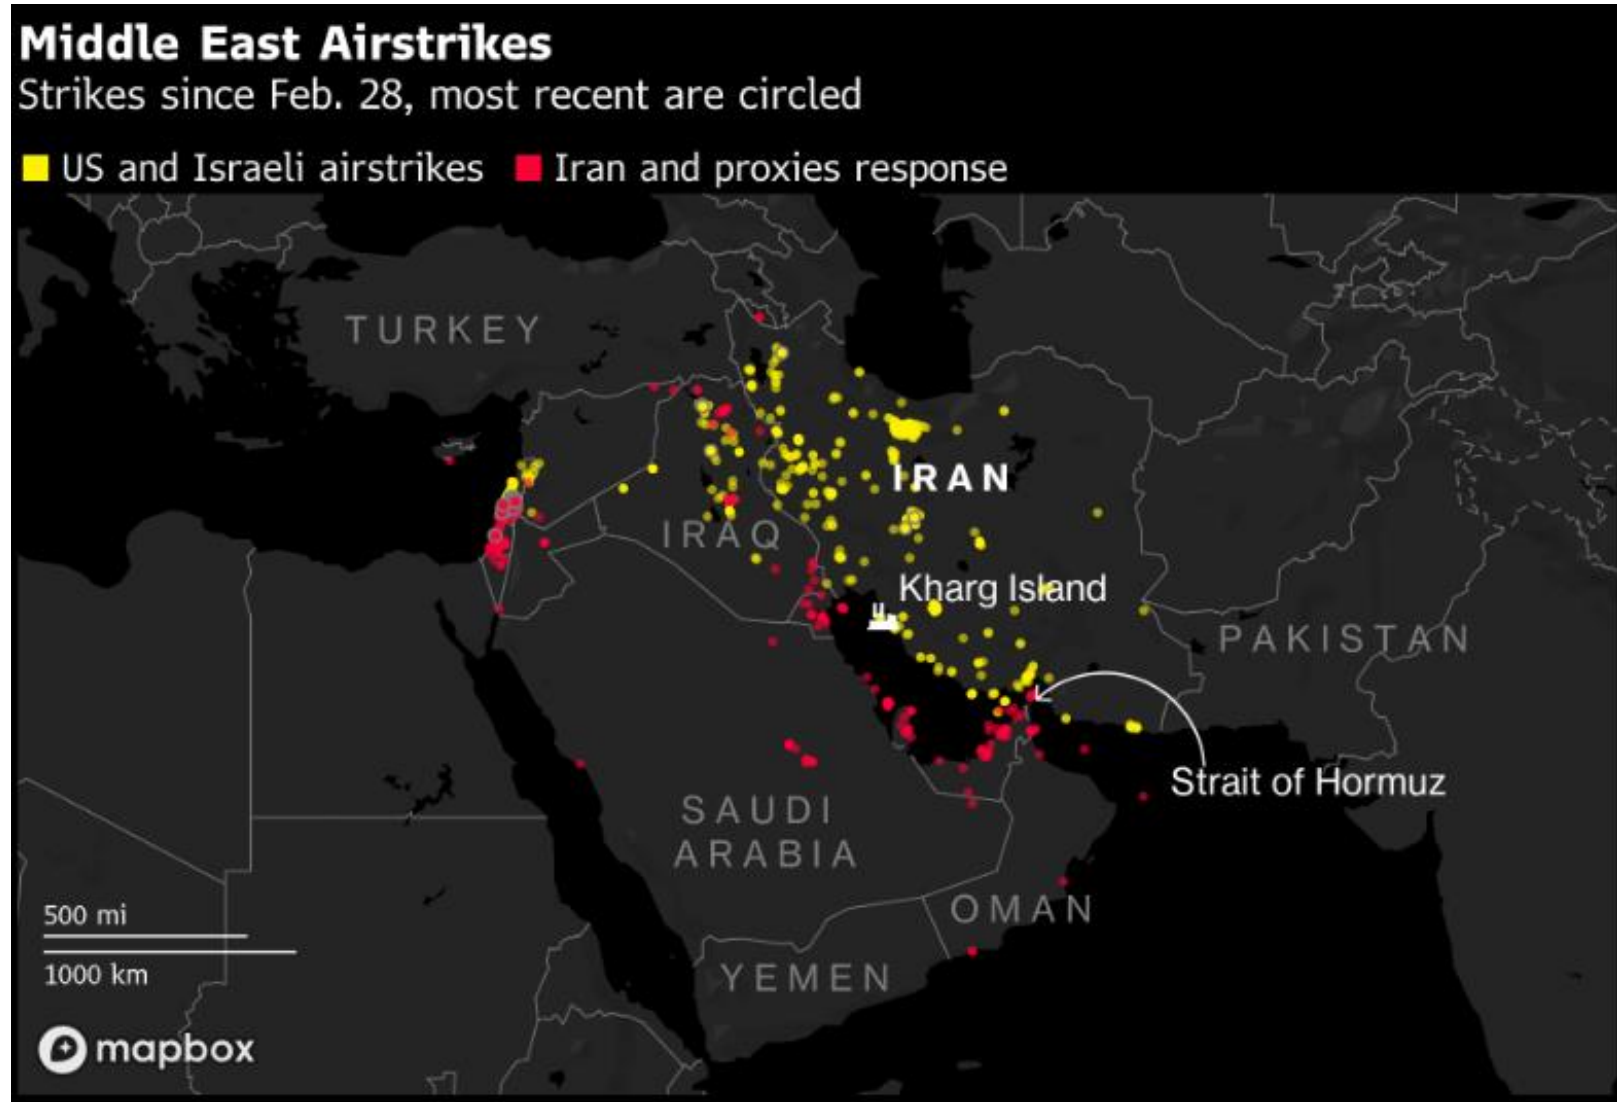 Middle East Airstrikes
Strikes since Feb. 28, most recent are circled
US and Israeli airstrikes Iran and proxies response
TURKEY
IRAN
IRAQ
Kharg Island
PAKISTAN
Strait of Hormuz
SAUDI
ARABIA
OMAN
YEMEN
500 mi
1000 km
mapbox